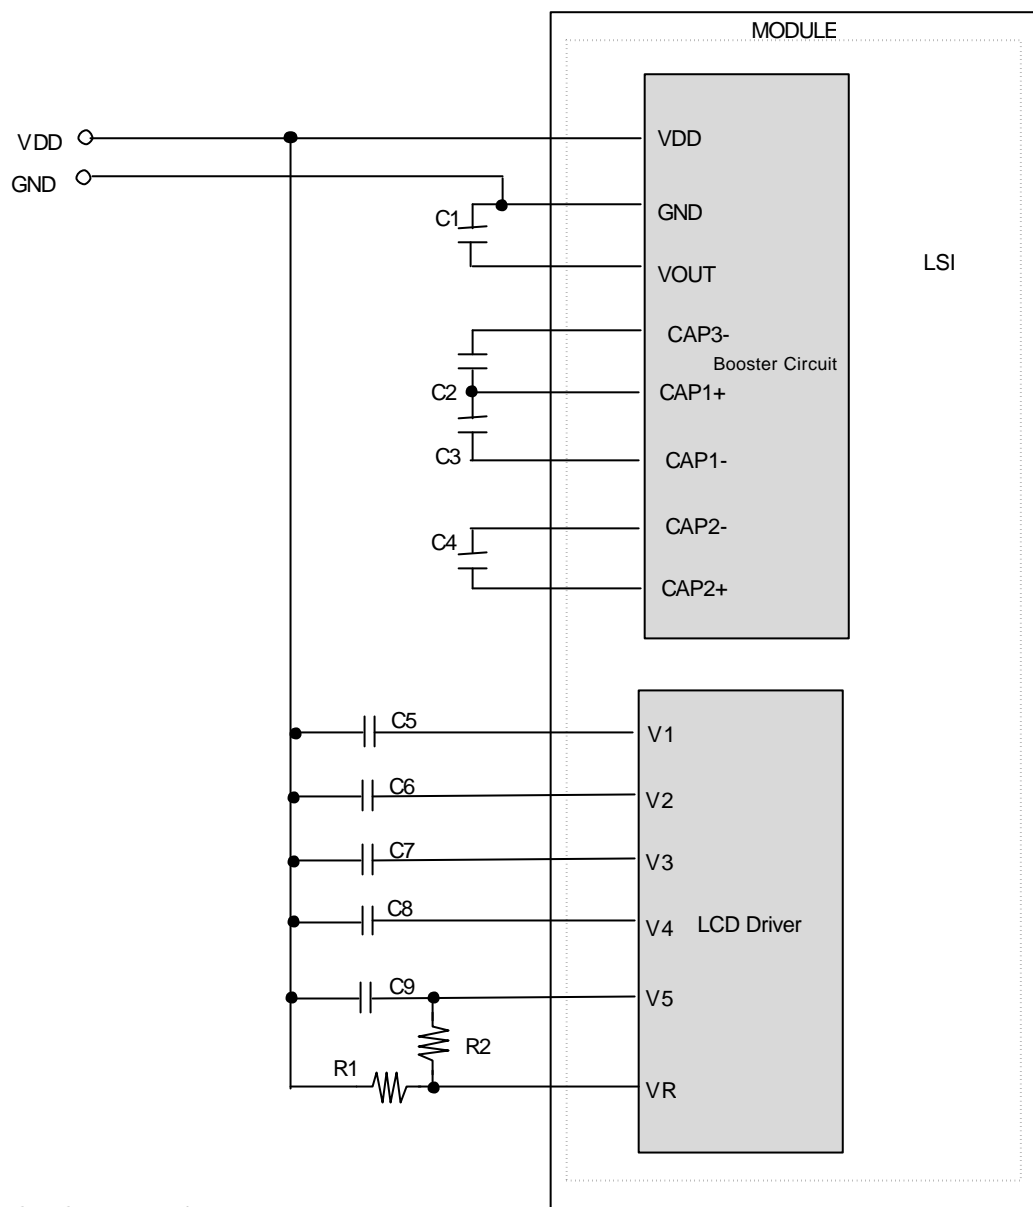 MODULE
VDD
VDD
GND
GND
C1
VOUT
LSI
CAP3-
Booster Circuit
C2
CAP1+
C3
CAP1-
CAP2-
C4
CAP2+
C5
V1
C6
V2
C7
V3
C8
V4
LCD Driver
C9
V5
R2
R1
VR